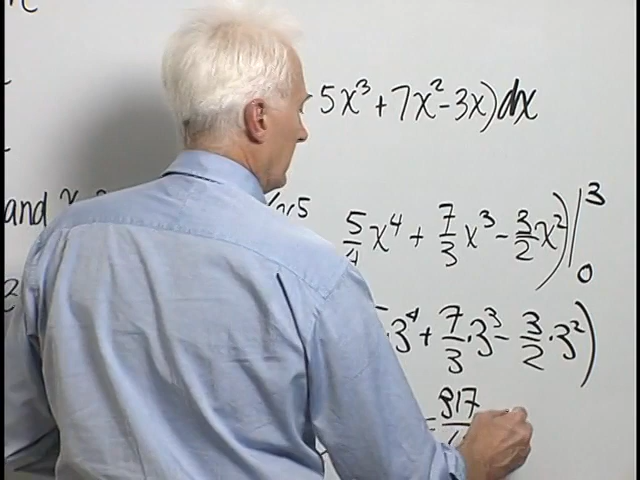 5x³ + 7x² - 3x) dx
and x
x⁵ 5/4 x⁴ + 7/3 x³ - 3/2 x²) |₀³
· 3⁴ + 7/3 · 3³ - 3/2 · 3²)
= 817